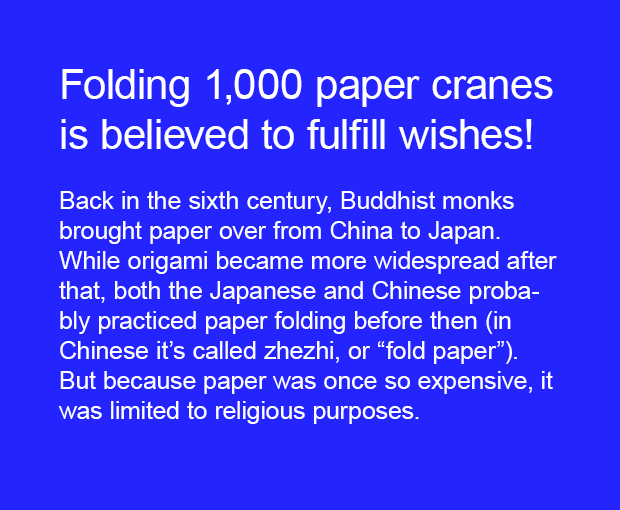 Folding 1,000 paper cranes
is believed to fulfill wishes!
Back in the sixth century, Buddhist monks
brought paper over from China to Japan.
While origami became more widespread after
that, both the Japanese and Chinese proba-
bly practiced paper folding before then (in
Chinese it’s called zhezhi, or “fold paper”).
But because paper was once so expensive, it
was limited to religious purposes.